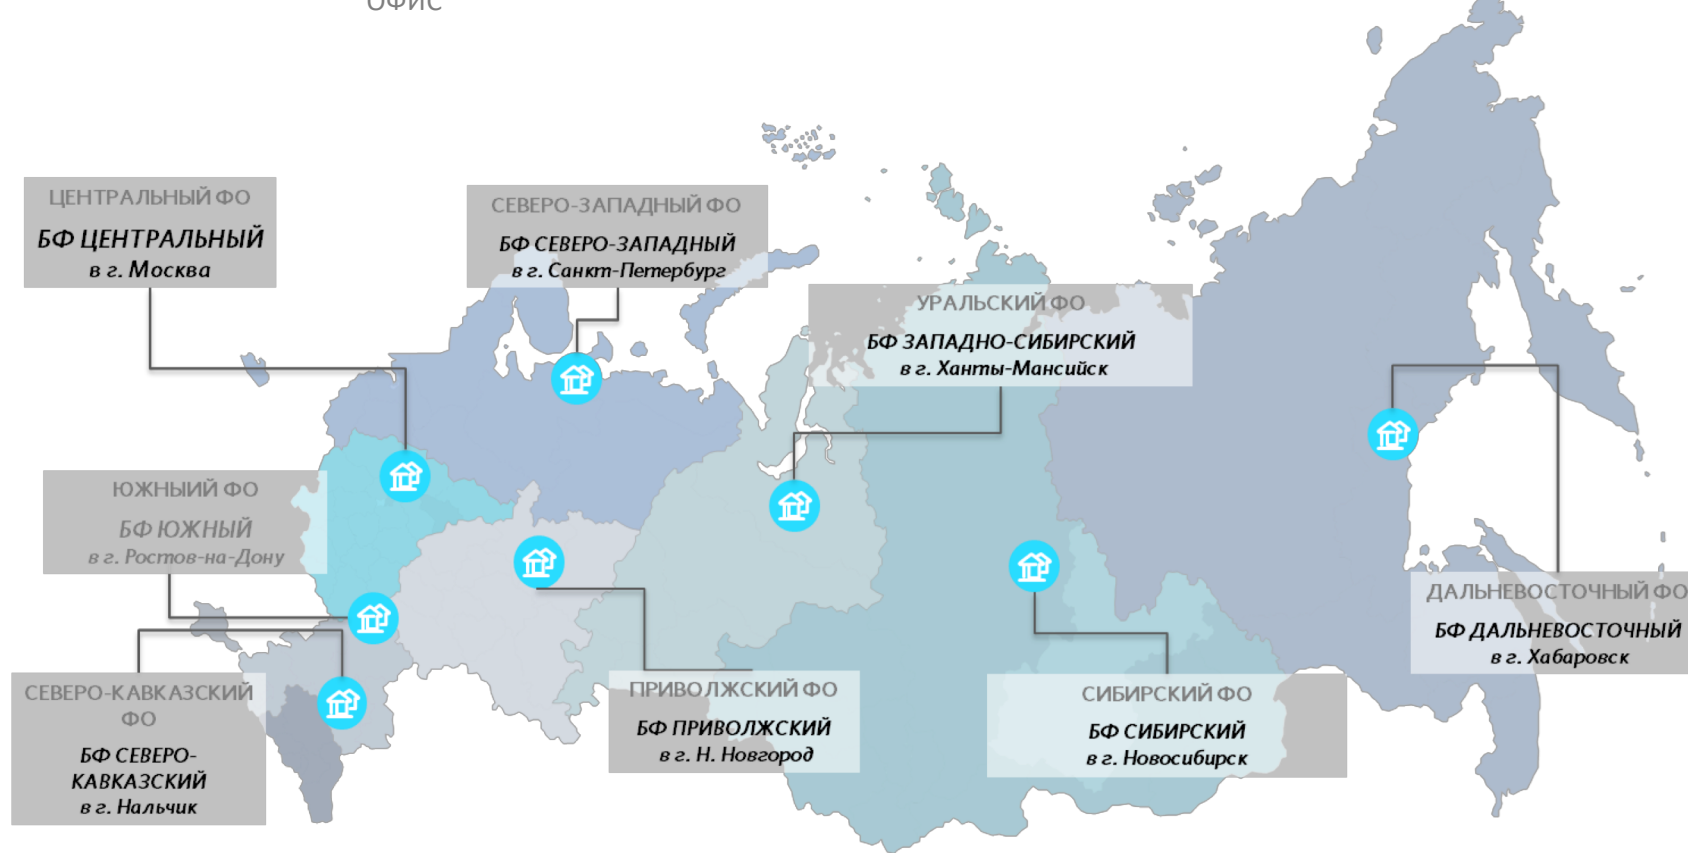 ОФИС
ЦЕНТРАЛЬНЫЙ ФО
БФ ЦЕНТРАЛЬНЫЙ
в г. Москва
СЕВЕРО-ЗАПАДНЫЙ ФО
БФ СЕВЕРО-ЗАПАДНЫЙ
в г. Санкт-Петербург
УРАЛЬСКИЙ ФО
БФ ЗАПАДНО-СИБИРСКИЙ
в г. Ханты-Мансийск
ЮЖНЫИЙ ФО
БФ ЮЖНЫЙ
в г. Ростов-на-Дону
ДАЛЬНЕВОСТОЧНЫЙ ФО
БФ ДАЛЬНЕВОСТОЧНЫЙ
в г. Хабаровск
СЕВЕРО-КАВКАЗСКИЙ
ФО
БФ СЕВЕРО-
КАВКАЗСКИЙ
в г. Нальчик
ПРИВОЛЖСКИЙ ФО
БФ ПРИВОЛЖСКИЙ
в г. Н. Новгород
СИБИРСКИЙ ФО
БФ СИБИРСКИЙ
в г. Новосибирск